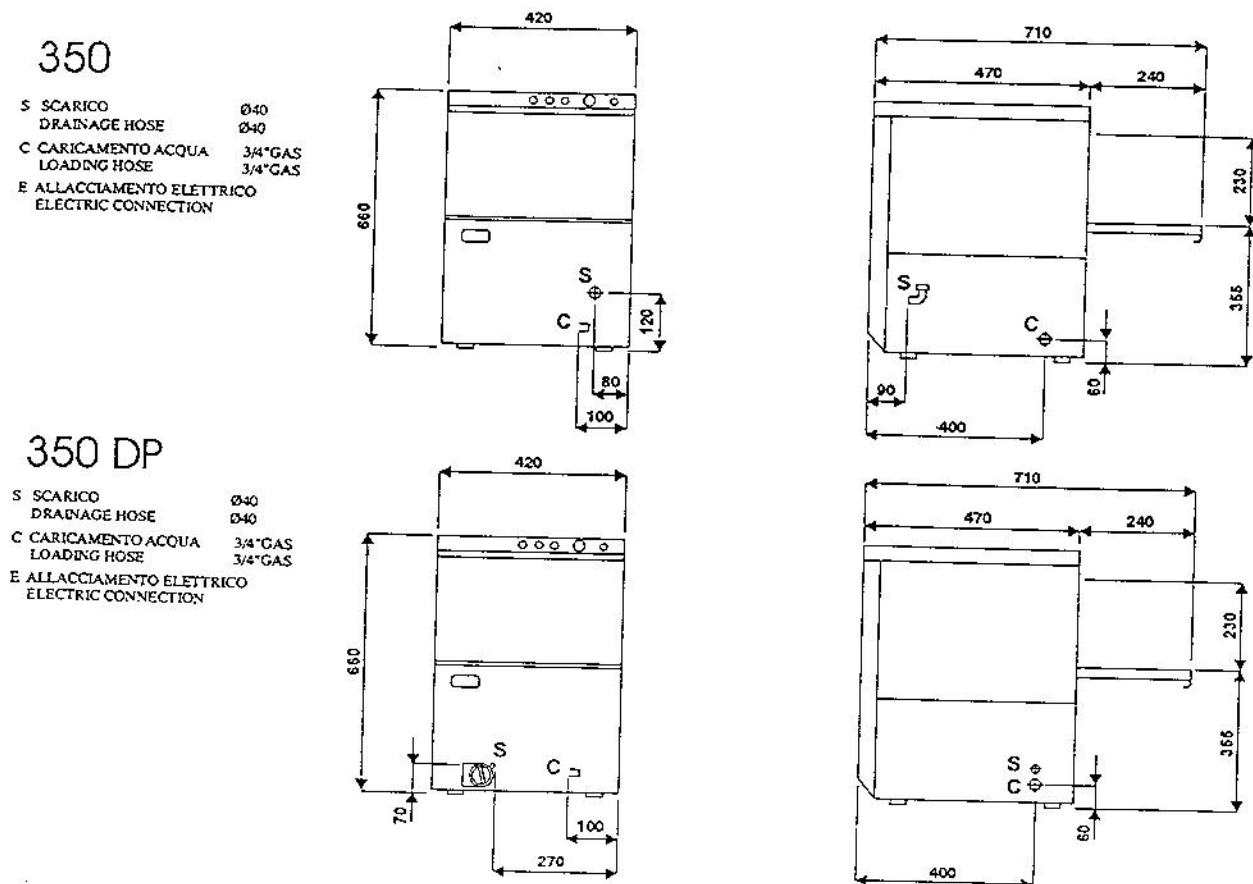 350
S SCARICO Ø40
DRAINAGE HOSE Ø40
C CARICAMENTO ACQUA 3/4"GAS
LOADING HOSE 3/4"GAS
E ALLACCIAMENTO ELETTRICO
ELECTRIC CONNECTION
420
660
S
C
120
80
100
710
470
240
230
355
S
C
60
90
400
350 DP
S SCARICO Ø40
DRAINAGE HOSE Ø40
C CARICAMENTO ACQUA 3/4"GAS
LOADING HOSE 3/4"GAS
E ALLACCIAMENTO ELETTRICO
ELECTRIC CONNECTION
420
660
S
C
70
100
270
710
470
240
230
355
S
C
60
400